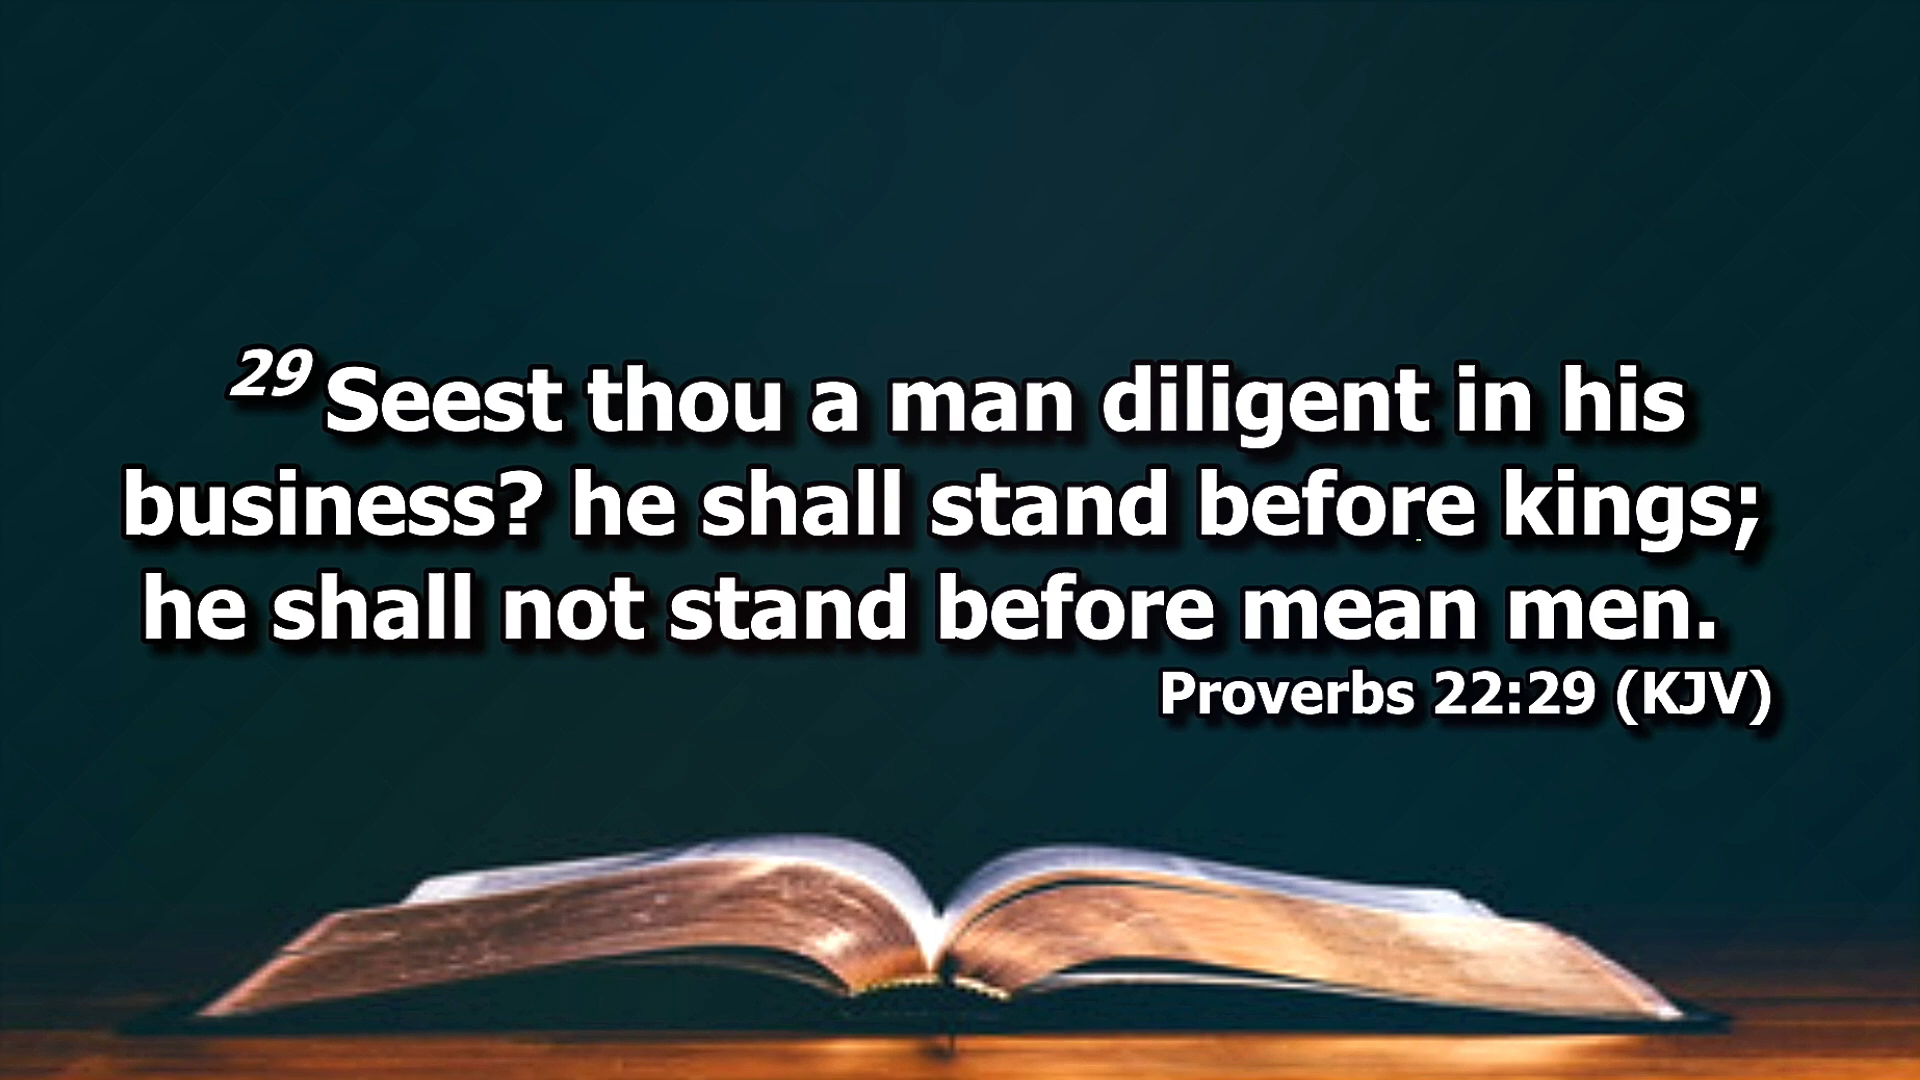 29 Seest thou a man diligent in his
business? he shall stand before kings;
he shall not stand before mean men.
Proverbs 22:29 (KJV)